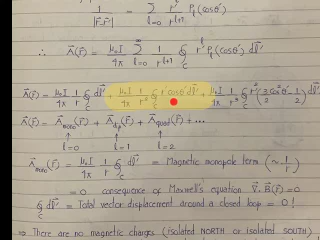 1/|r⃗-r⃗'| = Σ_{l=0} r'^l/r^{l+1} P_l(cosθ')
∴ A⃗(r⃗) = μ₀I/4π Σ_{l=0}^∞ 1/r^{l+1} ∮_C r'^l P_l(cosθ') dl⃗'
A⃗(r⃗) = μ₀I/4π 1/r ∮_C dl⃗' + μ₀I/4π 1/r² ∮_C r' cosθ' dl⃗' + μ₀I/4π 1/r³ ∮_C r'² (3/2 cos²θ' - 1/2) dl⃗'
A⃗(r⃗) = A⃗_mono(r⃗) + A⃗_dip(r⃗) + A⃗_quad(r⃗) + ...
l=0 l=1 l=2
A⃗_mono(r⃗) = μ₀I/4π 1/r ∮_C dl⃗' = Magnetic monopole term (~ 1/r)
= 0 consequence of Maxwell's equation ∇⃗·B⃗(r⃗) = 0
∮_C dl⃗' = Total vector displacement around a closed loop = 0!
⇒ There are no magnetic charges (isolated NORTH or isolated SOUTH)